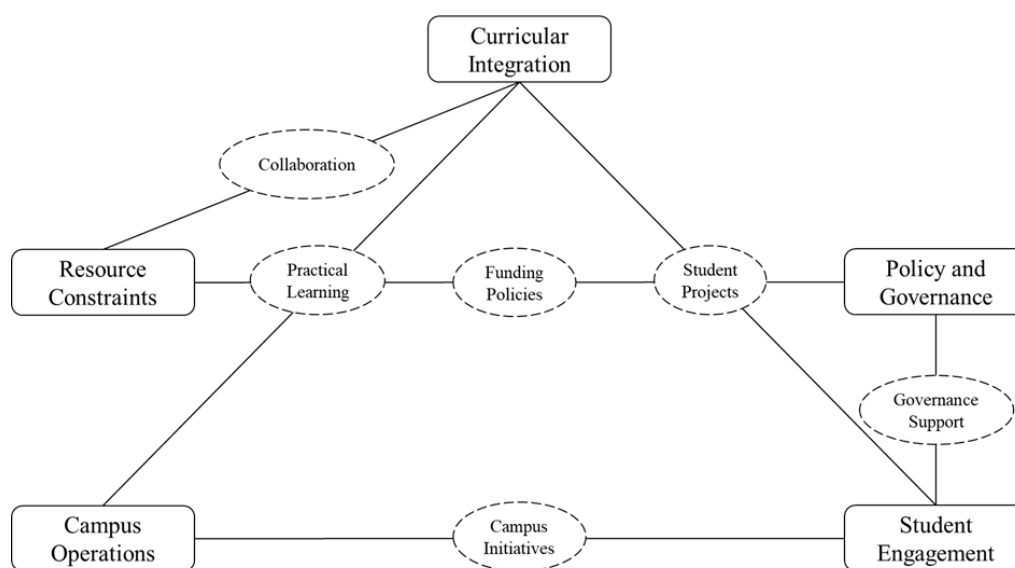 Curricular
Integration
Collaboration
Resource
Constraints
Practical
Learning
Funding
Policies
Student
Projects
Policy and
Governance
Governance
Support
Campus
Operations
Campus
Initiatives
Student
Engagement